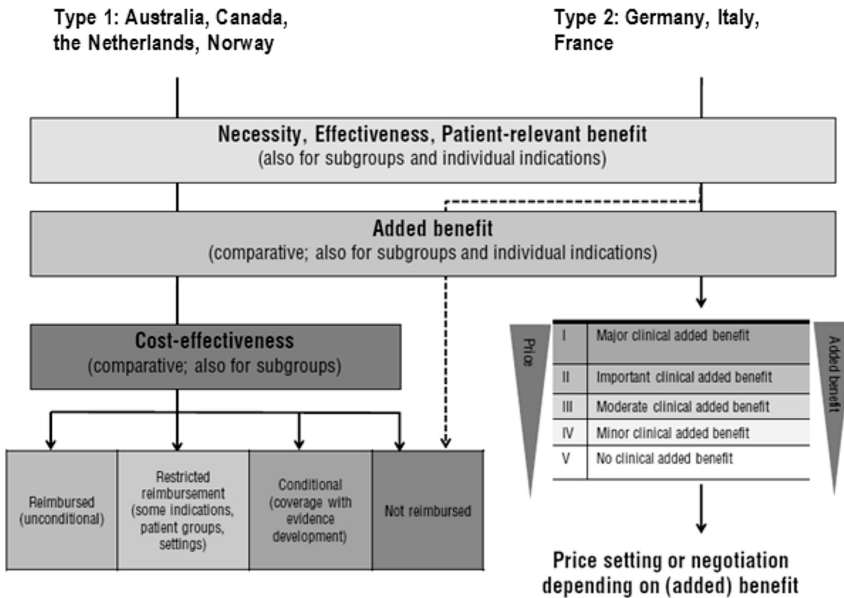 Type 1: Australia, Canada,
the Netherlands, Norway
Type 2: Germany, Italy,
France
Necessity, Effectiveness, Patient-relevant benefit
(also for subgroups and individual indications)
Added benefit
(comparative; also for subgroups and individual indications)
Cost-effectiveness
(comparative; also for subgroups)
Reimbursed
(unconditional)
Restricted
reimbursement
(some indications,
patient groups,
settings)
Conditional
(coverage with
evidence
development)
Not reimbursed
Price
I Major clinical added benefit
II Important clinical added benefit
III Moderate clinical added benefit
IV Minor clinical added benefit
V No clinical added benefit
Added benefit
Price setting or negotiation
depending on (added) benefit